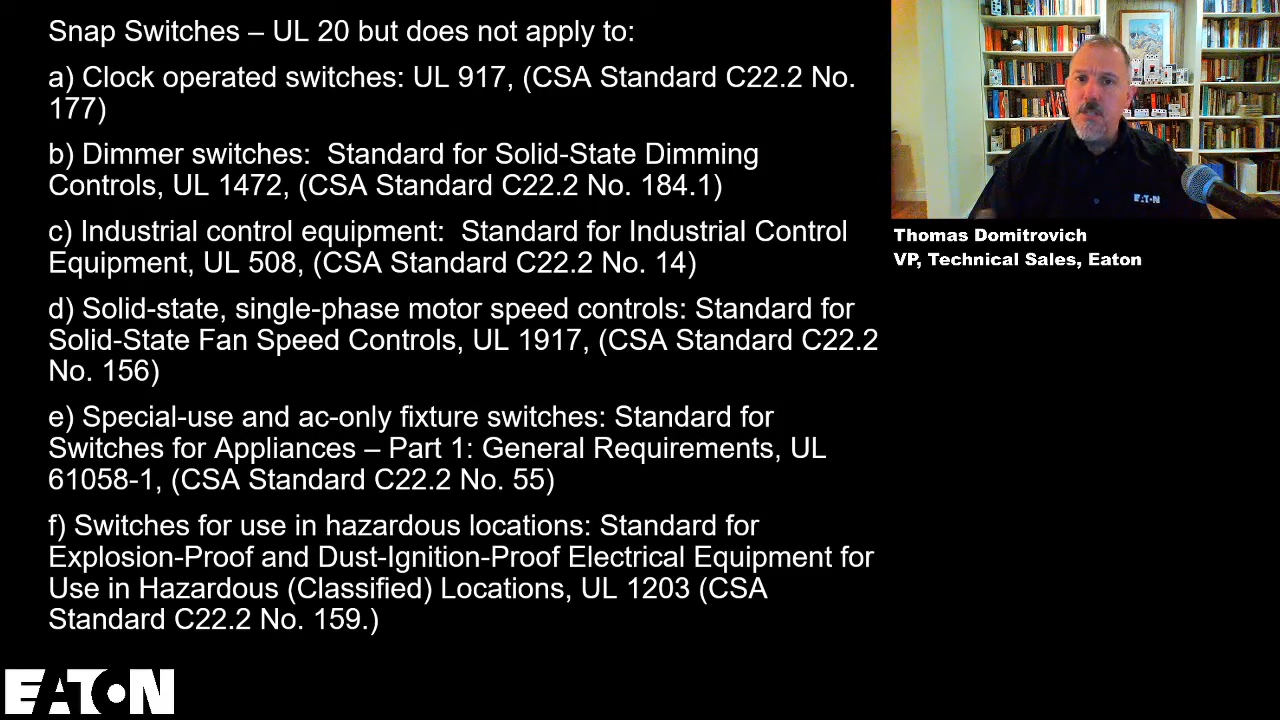 Snap Switches – UL 20 but does not apply to:
a) Clock operated switches: UL 917, (CSA Standard C22.2 No.
177)
b) Dimmer switches:  Standard for Solid-State Dimming
Controls, UL 1472, (CSA Standard C22.2 No. 184.1)
c) Industrial control equipment:  Standard for Industrial Control
Equipment, UL 508, (CSA Standard C22.2 No. 14)
d) Solid-state, single-phase motor speed controls: Standard for
Solid-State Fan Speed Controls, UL 1917, (CSA Standard C22.2
No. 156)
e) Special-use and ac-only fixture switches: Standard for
Switches for Appliances – Part 1: General Requirements, UL
61058-1, (CSA Standard C22.2 No. 55)
f) Switches for use in hazardous locations: Standard for
Explosion-Proof and Dust-Ignition-Proof Electrical Equipment for
Use in Hazardous (Classified) Locations, UL 1203 (CSA
Standard C22.2 No. 159.)
EATON
Thomas Domitrovich
VP, Technical Sales, Eaton
EATON